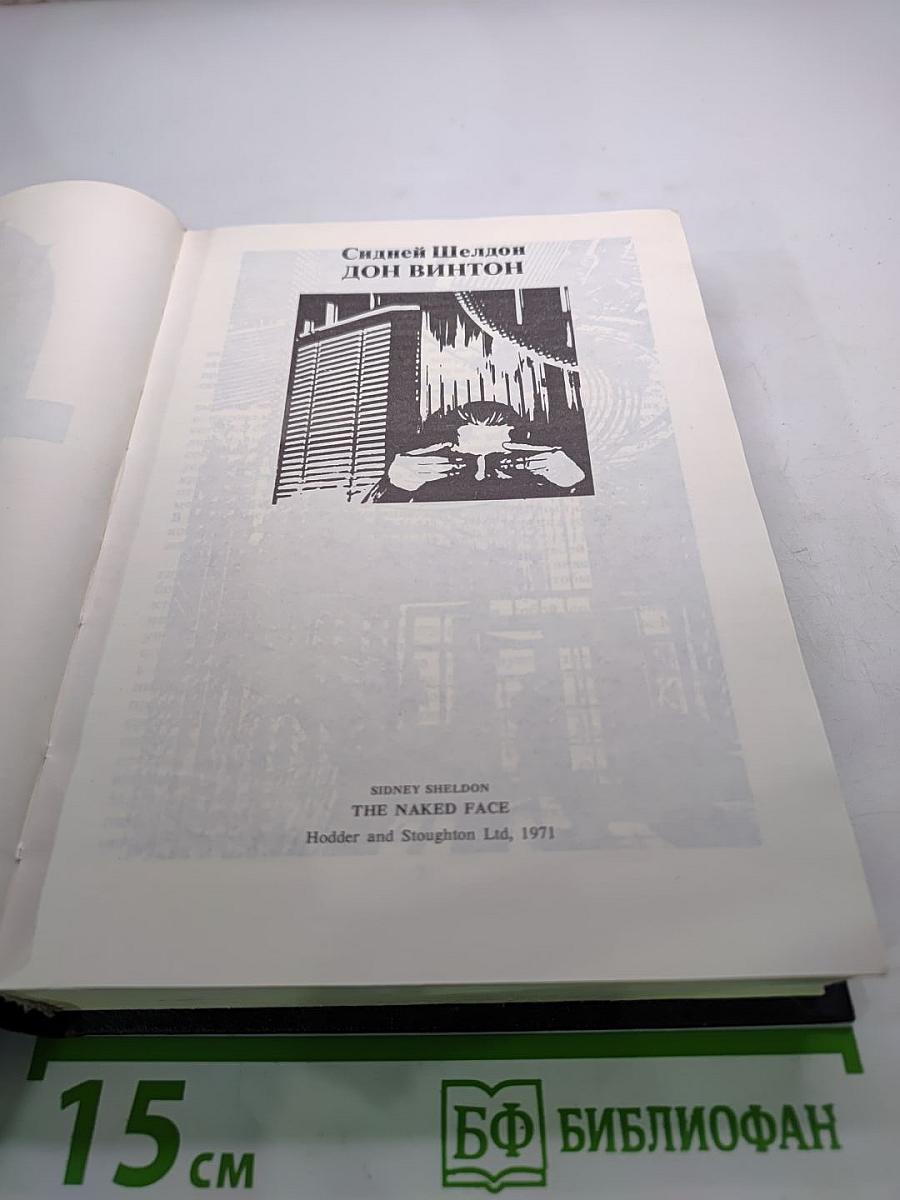 Сидней Шелдон
ДОН ВИНТОН
SIDNEY SHELDON
THE NAKED FACE
Hodder and Stoughton Ltd, 1971
15 см
БФ БИБЛИОФАН